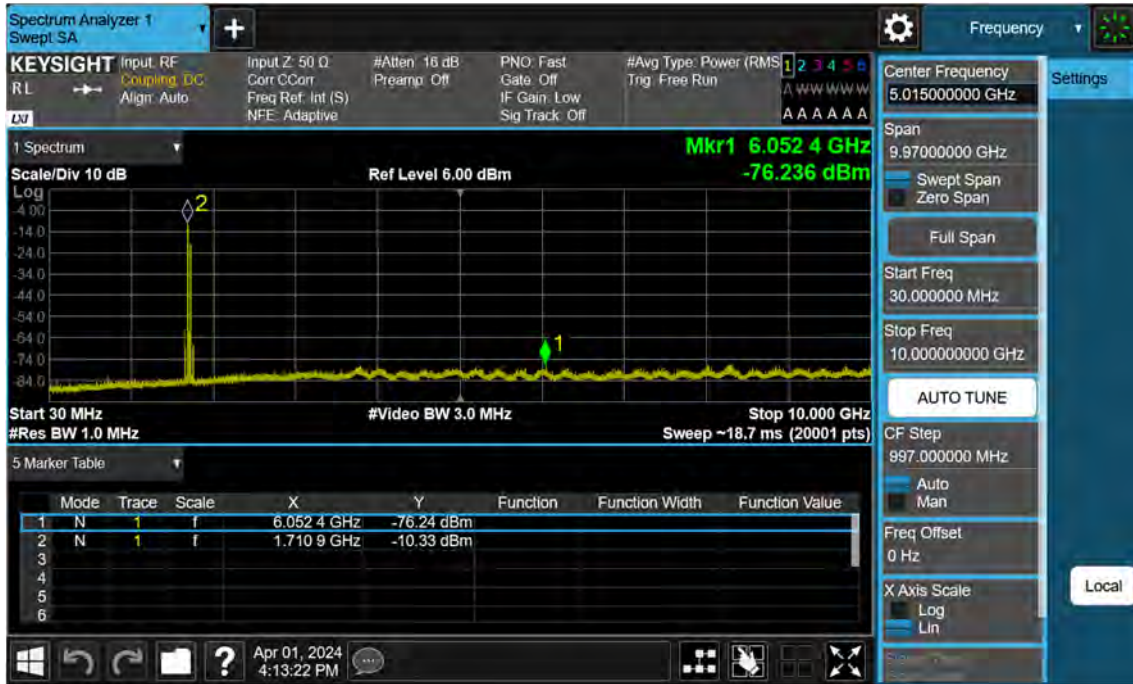 Spectrum Analyzer 1
Swept SA
Frequency
KEYSIGHT
RL
LXI
Input: RF
Coupling: DC
Align: Auto
Input Z: 50 Ω
Corr CCorr
Freq Ref: Int (S)
NFE: Adaptive
#Atten: 16 dB
Preamp: Off
PNO: Fast
Gate: Off
IF Gain: Low
Sig Track: Off
#Avg Type: Power (RMS
Trig: Free Run
1 2 3 4 5 6
A W W W W W
A A A A A A
Center Frequency
5.015000000 GHz
Settings
Span
9.97000000 GHz
Swept Span
Zero Span
Full Span
Start Freq
30.000000 MHz
Stop Freq
10.000000000 GHz
AUTO TUNE
CF Step
997.000000 MHz
Auto
Man
Freq Offset
0 Hz
X Axis Scale
Log
Lin
Local
1 Spectrum
Scale/Div 10 dB
Ref Level 6.00 dBm
Mkr1 6.052 4 GHz
-76.236 dBm
Log
-4.00
-14.0
-24.0
-34.0
-44.0
-54.0
-64.0
-74.0
-84.0
2
1
Start 30 MHz
#Video BW 3.0 MHz
Stop 10.000 GHz
#Res BW 1.0 MHz
Sweep ~18.7 ms (20001 pts)
5 Marker Table
Mode Trace Scale X Y Function Function Width Function Value
1 N 1 f 6.052 4 GHz -76.24 dBm
2 N 1 f 1.710 9 GHz -10.33 dBm
3
4
5
6
?
Apr 01, 2024
4:13:22 PM